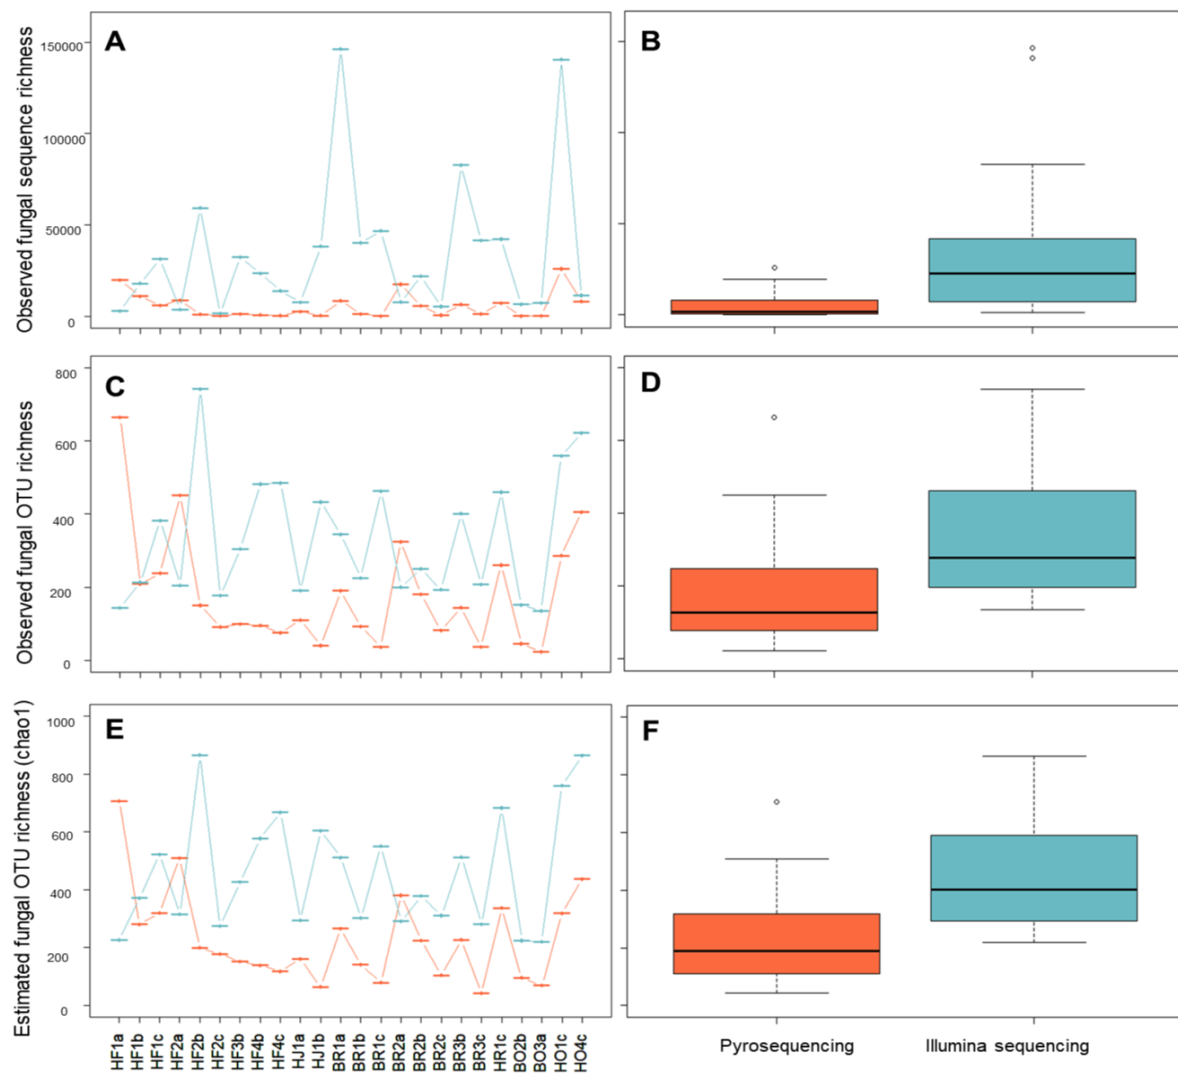 A
B
Observed fungal sequence richness
150000
100000
50000
0
C
D
Observed fungal OTU richness
800
600
400
200
0
E
F
Estimated fungal OTU richness (chao1)
1000
800
600
400
200
0
HF1a
HF1b
HF1c
HF2a
HF2b
HF2c
HF3b
HF4b
HF4c
HJ1a
HJ1b
BR1a
BR1b
BR1c
BR2a
BR2b
BR2c
BR3b
BR3c
HR1c
BO2b
BO3a
HO1c
HO4c
Pyrosequencing
Illumina sequencing